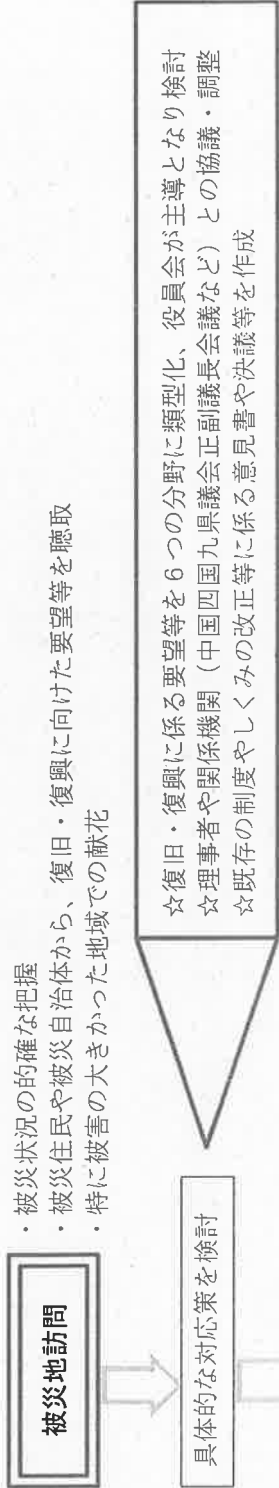 被災地訪問
・被災状況の的確な把握
・被災住民や被災自治体から、復旧・復興に向けた要望等を聴取
・特に被害の大きかった地域での献花
具体的な対応策を検討
☆復旧・復興に係る要望等を6つの分野に類型化、役員会が主導となり検討
☆理事者や関係機関（中国四国九県議会正副議長会議など）との協議・調整
☆既存の制度やしくみの改正等に係る意見書や決議等を作成